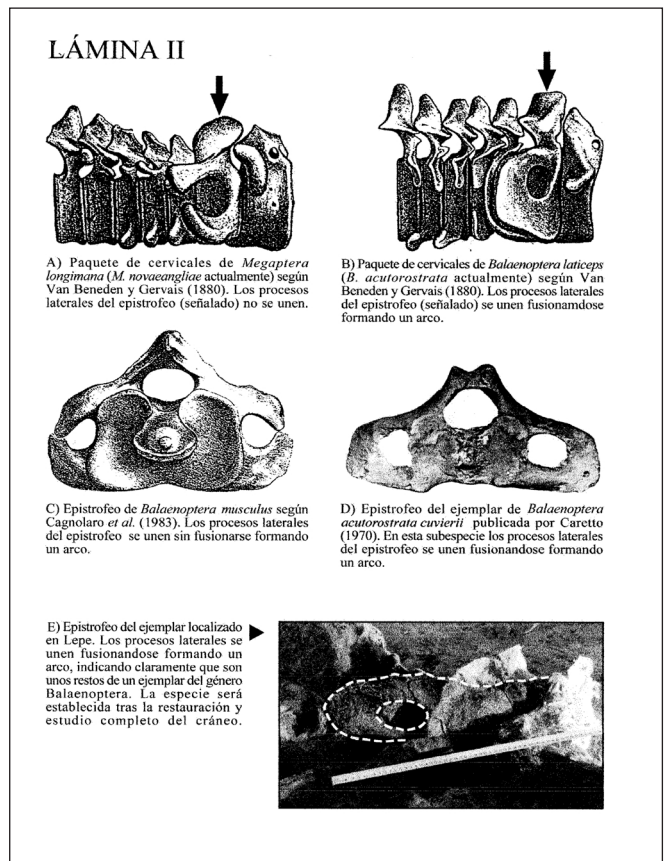 LÁMINA II
A) Paquete de cervicales de Megaptera
longimana (M. novaeangliae actualmente) según
Van Beneden y Gervais (1880). Los procesos
laterales del epistrofeo (señalado) no se unen.
B) Paquete de cervicales de Balaenoptera laticeps
(B. acutorostrata actualmente) según Van
Beneden y Gervais (1880). Los procesos laterales
del epistrofeo (señalado) se unen fusionamdose
formando un arco.
C) Epistrofeo de Balaenoptera musculus según
Cagnolaro et al. (1983). Los procesos laterales
del epistrofeo se unen sin fusionarse formando
un arco.
D) Epistrofeo del ejemplar de Balaenoptera
acutorostrata cuvierii publicada por Caretto
(1970). En esta subespecie los procesos laterales
del epistrofeo se unen fusionandose formando
un arco.
E) Epistrofeo del ejemplar localizado
en Lepe. Los procesos laterales se
unen fusionandose formando un
arco, indicando claramente que son
unos restos de un ejemplar del género
Balaenoptera. La especie será
establecida tras la restauración y
estudio completo del cráneo.